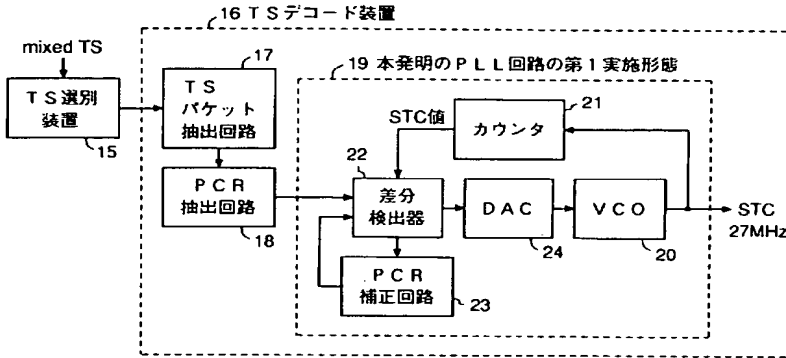 16 TSデコード装置
mixed TS
17
19 本発明のPLL回路の第1実施形態
TS選別
装置
15
TS
パケット
抽出回路
21
STC値
カウンタ
22
PCR
抽出回路
18
差分
検出器
DAC
24
VCO
20
STC
27MHz
PCR
補正回路
23